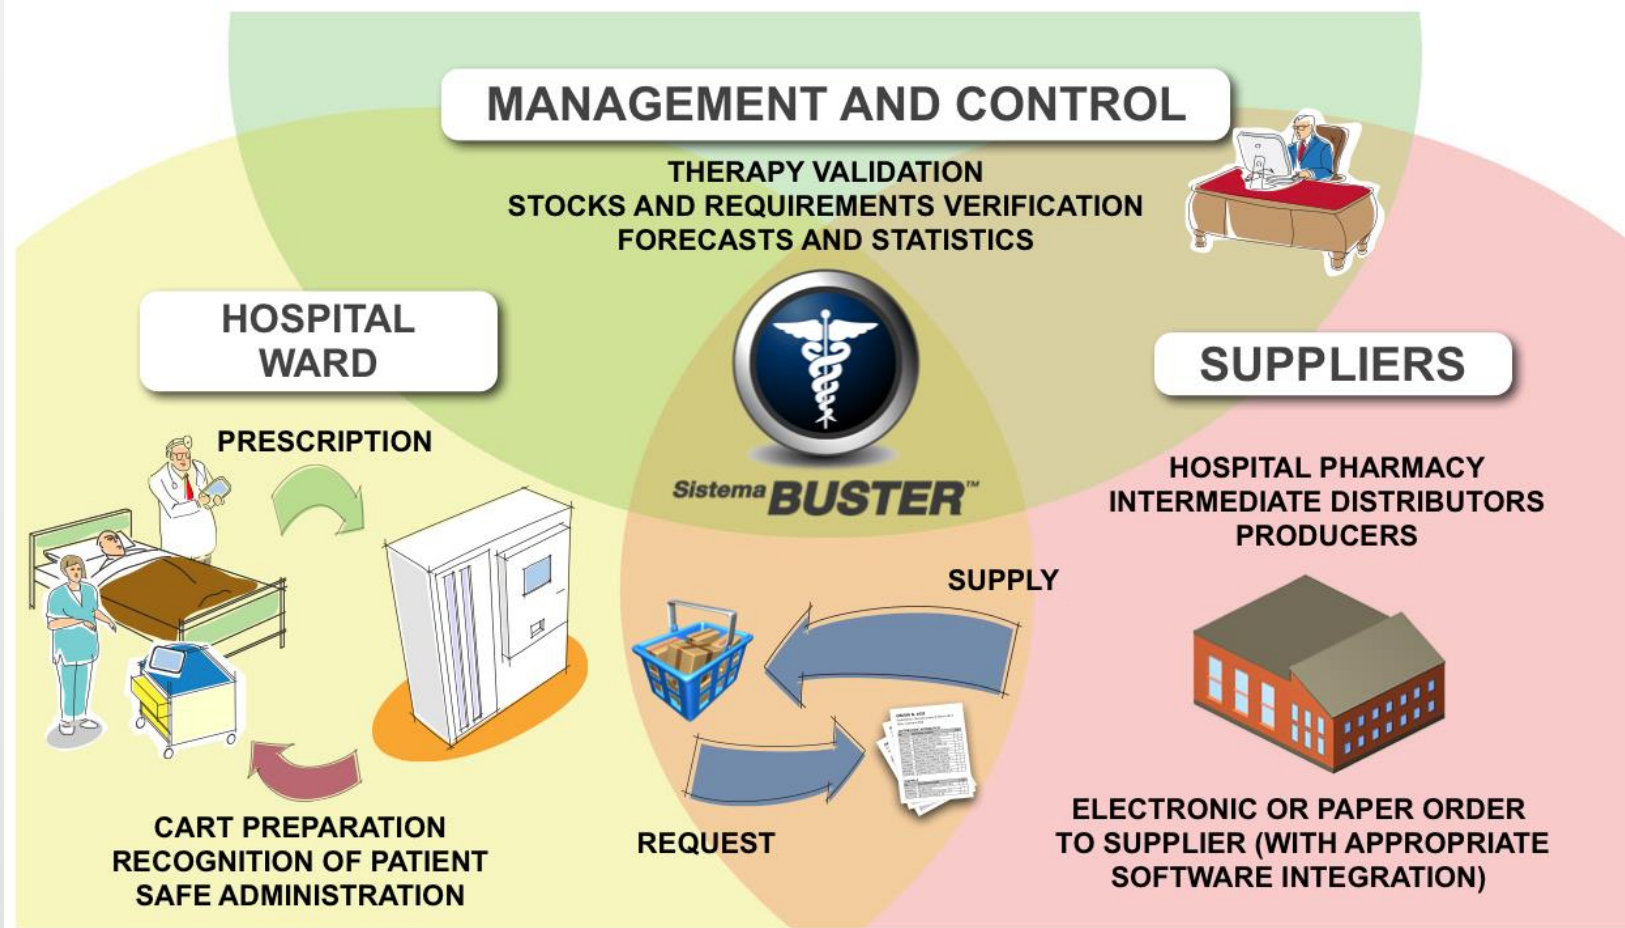 MANAGEMENT AND CONTROL
THERAPY VALIDATION
STOCKS AND REQUIREMENTS VERIFICATION
FORECASTS AND STATISTICS
HOSPITAL
WARD
SUPPLIERS
PRESCRIPTION
Sistema BUSTER™
HOSPITAL PHARMACY
INTERMEDIATE DISTRIBUTORS
PRODUCERS
SUPPLY
REQUEST
CART PREPARATION
RECOGNITION OF PATIENT
SAFE ADMINISTRATION
ELECTRONIC OR PAPER ORDER
TO SUPPLIER (WITH APPROPRIATE
SOFTWARE INTEGRATION)